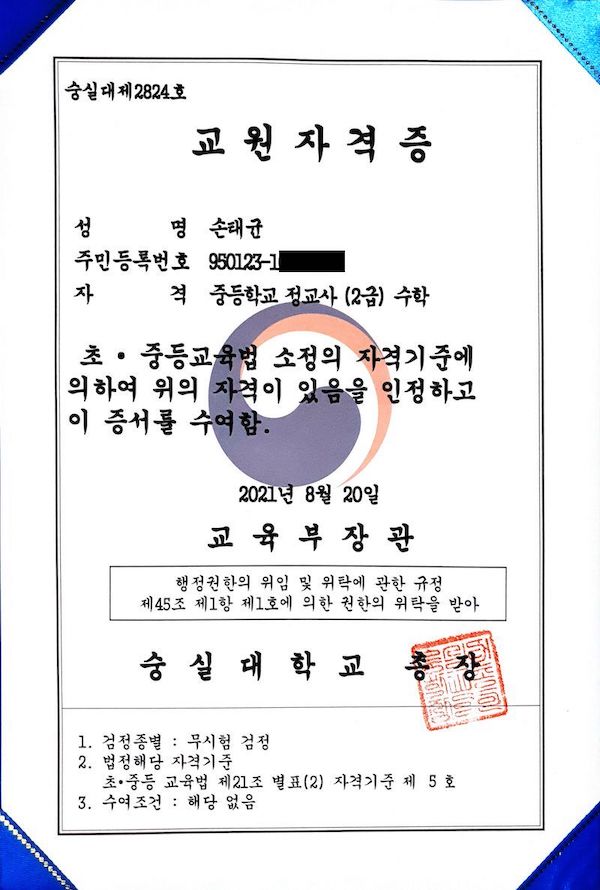 숭실대제2824호
교 원 자 격 증
성 명 손태균
주민등록번호 950123-1
자 격 중등학교 정교사 (2급) 수학
초·중등교육법 소정의 자격기준에
의하여 위의 자격이 있음을 인정하고
이 증서를 수여함.
2021년 8월 20일
교 육 부 장 관
행정권한의 위임 및 위탁에 관한 규정
제45조 제1항 제1호에 의한 권한의 위탁을 받아
숭 실 대 학 교 총 장
1. 검정종별 : 무시험 검정
2. 법정해당 자격기준
초·중등 교육법 제21조 별표(2) 자격기준 제 5 호
3. 수여조건 : 해당 없음